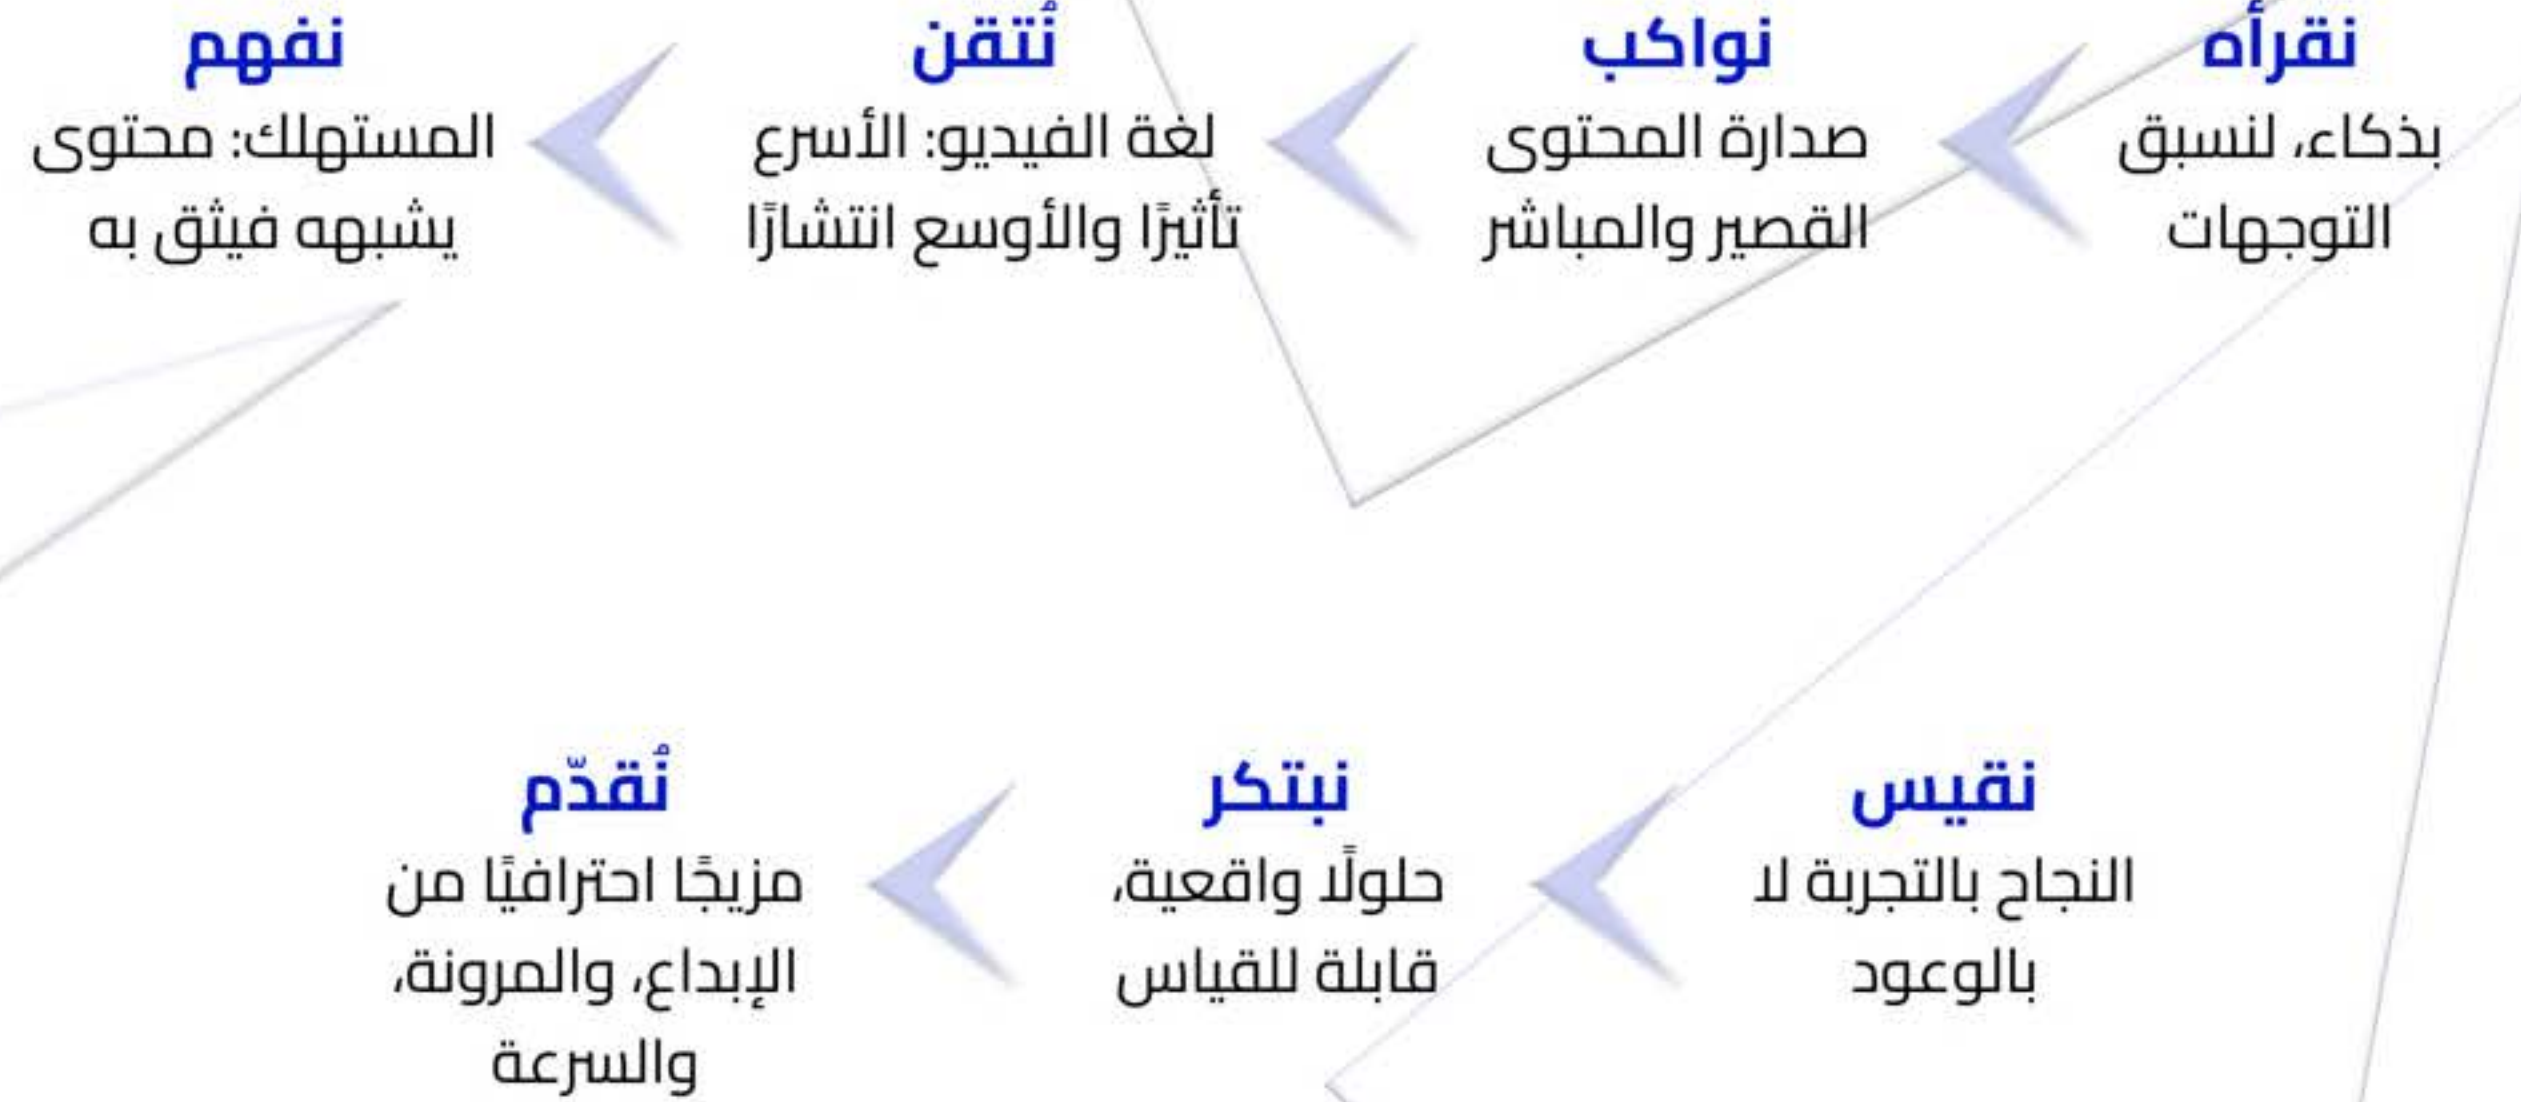 نقرأه
بذكاء، لنسبق
التوجهات
نواكب
صدارة المحتوى
القصير والمباشر
نُتقن
لغة الفيديو: الأسرع
تأثيرًا والأوسع انتشارًا
نفهم
المستهلك: محتوى
يشبهه فيثق به
نقيس
النجاح بالتجربة لا
بالوعود
نبتكر
حلولًا واقعية،
قابلة للقياس
نُقدّم
مزيجًا احترافيًا من
الإبداع، والمرونة،
والسرعة